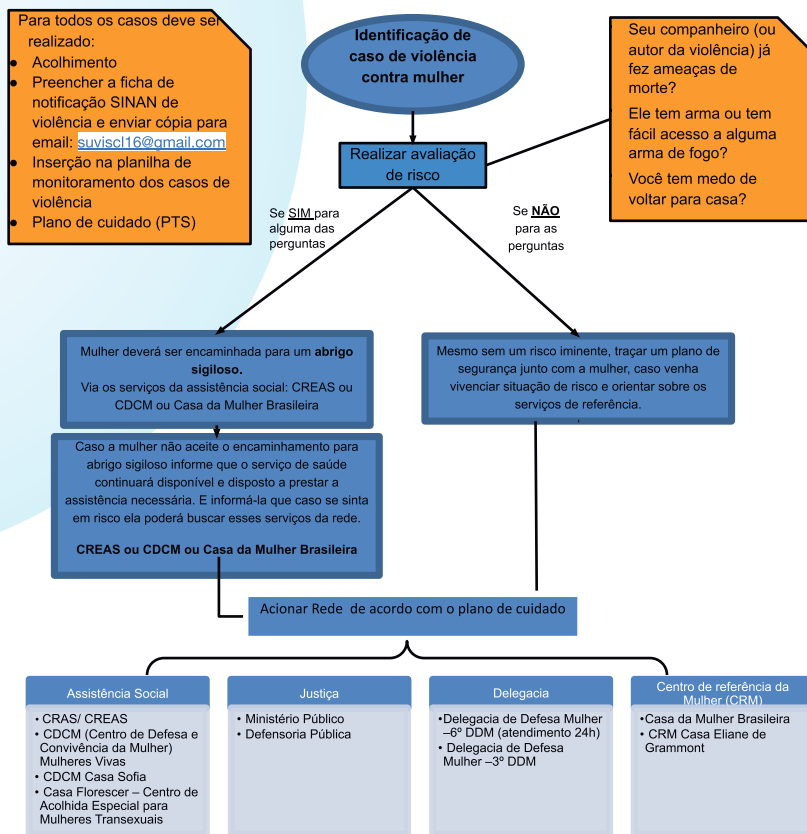 Para todos os casos deve ser
realizado:
● Acolhimento
● Preencher a ficha de
notificação SINAN de
violência e enviar cópia para
email: suviscl16@gmail.com
● Inserção na planilha de
monitoramento dos casos de
violência
● Plano de cuidado (PTS)
Identificação de
caso de violência
contra mulher
Realizar avaliação
de risco
Seu companheiro (ou
autor da violência) já
fez ameaças de
morte?
Ele tem arma ou tem
fácil acesso a alguma
arma de fogo?
Você tem medo de
voltar para casa?
Se SIM para
alguma das
perguntas
Se NÃO
para as
perguntas
Mulher deverá ser encaminhada para um abrigo
sigiloso.
Via os serviços da assistência social: CREAS ou
CDCM ou Casa da Mulher Brasileira
Mesmo sem um risco iminente, traçar um plano de
segurança junto com a mulher, caso venha
vivenciar situação de risco e orientar sobre os
serviços de referência.
Caso a mulher não aceite o encaminhamento para
abrigo sigiloso informe que o serviço de saúde
continuará disponível e disposto a prestar a
assistência necessária. E informá-la que caso se sinta
em risco ela poderá buscar esses serviços da rede.
CREAS ou CDCM ou Casa da Mulher Brasileira
Acionar Rede de acordo com o plano de cuidado
Assistência Social
• CRAS/ CREAS
• CDCM (Centro de Defesa e
Convivência da Mulher)
Mulheres Vivas
• CDCM Casa Sofia
• Casa Florescer – Centro de
Acolhida Especial para
Mulheres Transexuais
Justiça
• Ministério Público
• Defensoria Pública
Delegacia
•Delegacia de Defesa Mulher
–6º DDM (atendimento 24h)
• Delegacia de Defesa
Mulher –3º DDM
Centro de referência da
Mulher (CRM)
•Casa da Mulher Brasileira
• CRM Casa Eliane de
Grammont